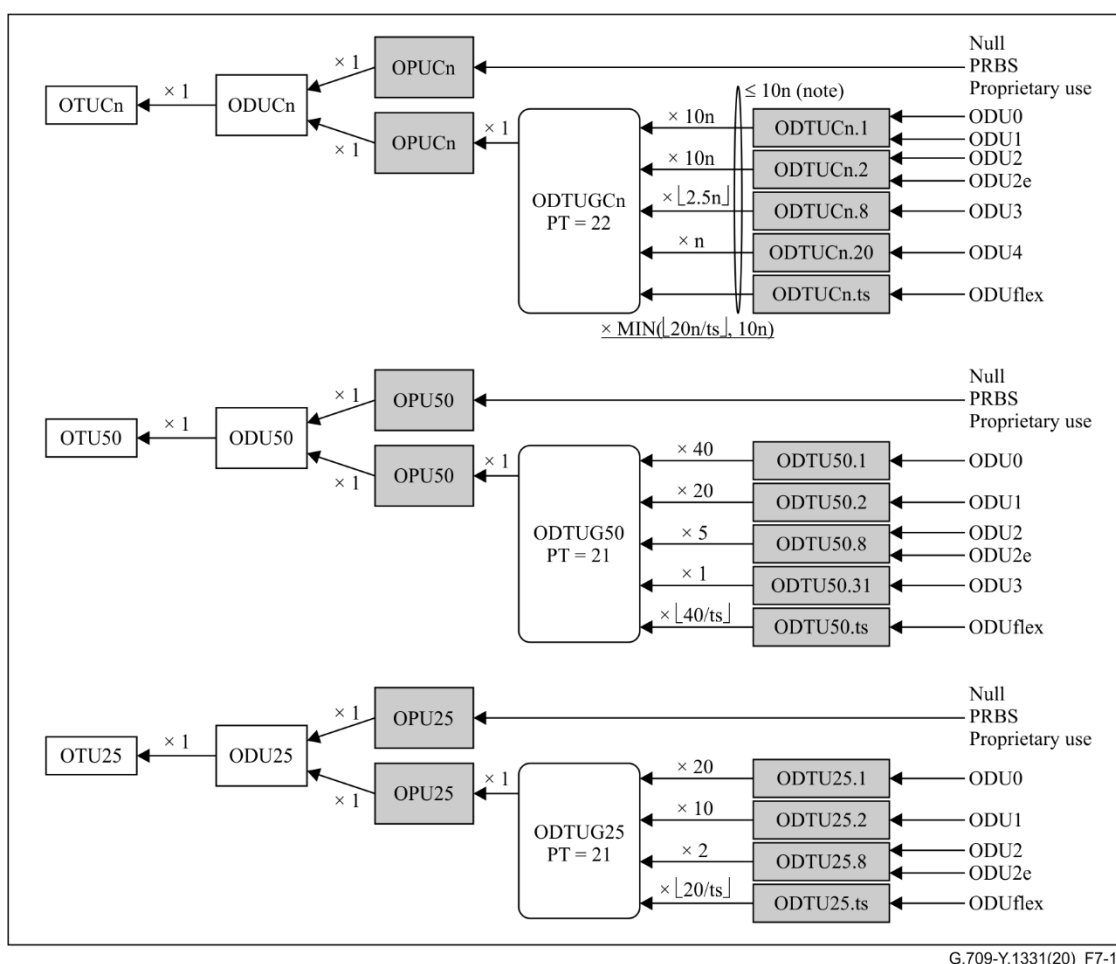 Null
PRBS
Proprietary use
× 1
OPUCn
OTUCn
× 1
ODUCn
× 1
OPUCn
× 1
ODTUGCn
PT = 22
≤ 10n (note)
× 10n
ODTUCn.1
ODU0
ODU1
× 10n
ODTUCn.2
ODU2
ODU2e
× ⌊2.5n⌋
ODTUCn.8
ODU3
× n
ODTUCn.20
ODU4
ODTUCn.ts
ODUflex
× MIN(⌊20n/ts⌋, 10n)
Null
PRBS
Proprietary use
× 1
OPU50
OTU50
× 1
ODU50
× 1
OPU50
× 1
ODTUG50
PT = 21
× 40
ODTU50.1
ODU0
× 20
ODTU50.2
ODU1
× 5
ODTU50.8
ODU2
ODU2e
× 1
ODTU50.31
ODU3
× ⌊40/ts⌋
ODTU50.ts
ODUflex
Null
PRBS
Proprietary use
× 1
OPU25
OTU25
× 1
ODU25
× 1
OPU25
× 1
ODTUG25
PT = 21
× 20
ODTU25.1
ODU0
× 10
ODTU25.2
ODU1
× 2
ODTU25.8
ODU2
ODU2e
× ⌊20/ts⌋
ODTU25.ts
ODUflex
G.709-Y.1331(20)_F7-1